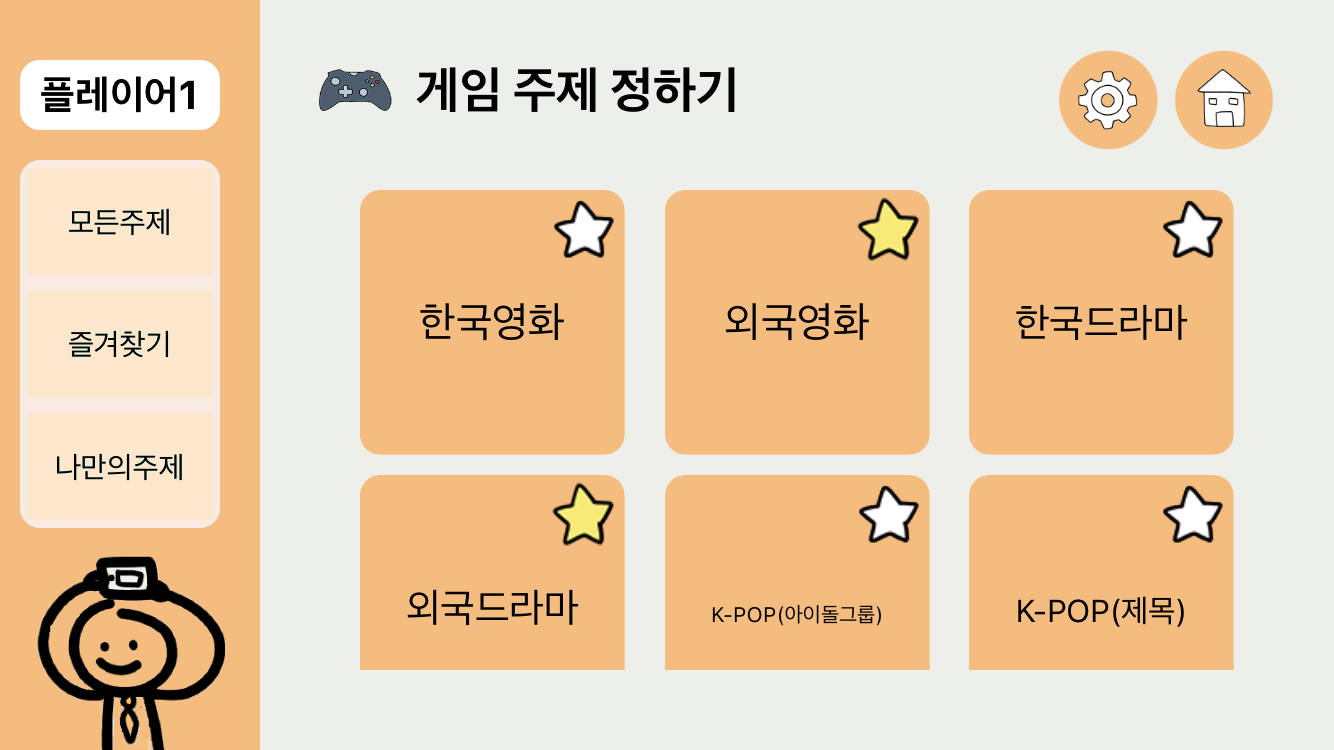 플레이어1
게임 주제 정하기
모든주제
즐겨찾기
나만의주제
한국영화
외국영화
한국드라마
외국드라마
K-POP(아이돌그룹)
K-POP(제목)